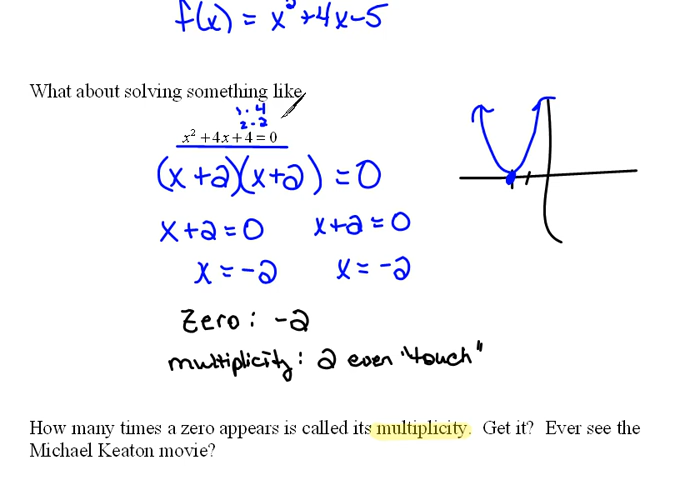 f(x) = x²+4x-5
What about solving something like
1·4
2·2
x² +4x+4=0
(x+2)(x+2) = 0
x+2=0 x+2=0
x = -2 x = -2
Zero: -2
multiplicity: 2 even "touch"
How many times a zero appears is called its multiplicity. Get it? Ever see the
Michael Keaton movie?